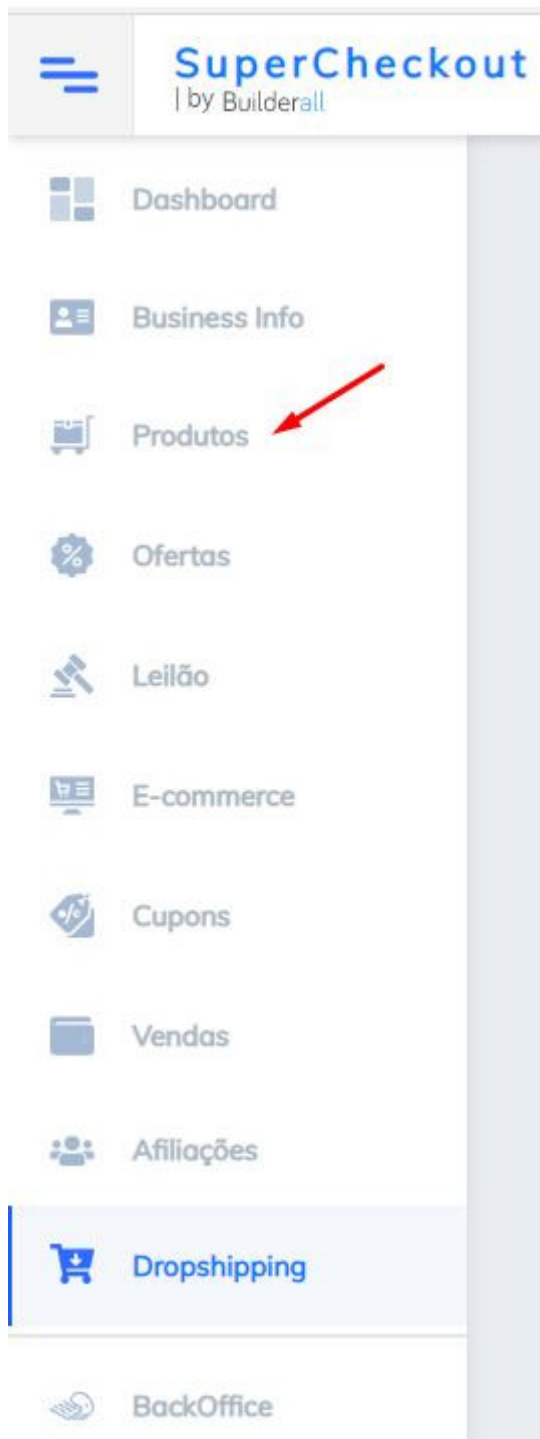 SuperCheckout
| by Builderall
Dashboard
Business Info
Produtos
Ofertas
Leilão
E-commerce
Cupons
Vendas
Afiliações
Dropshipping
BackOffice